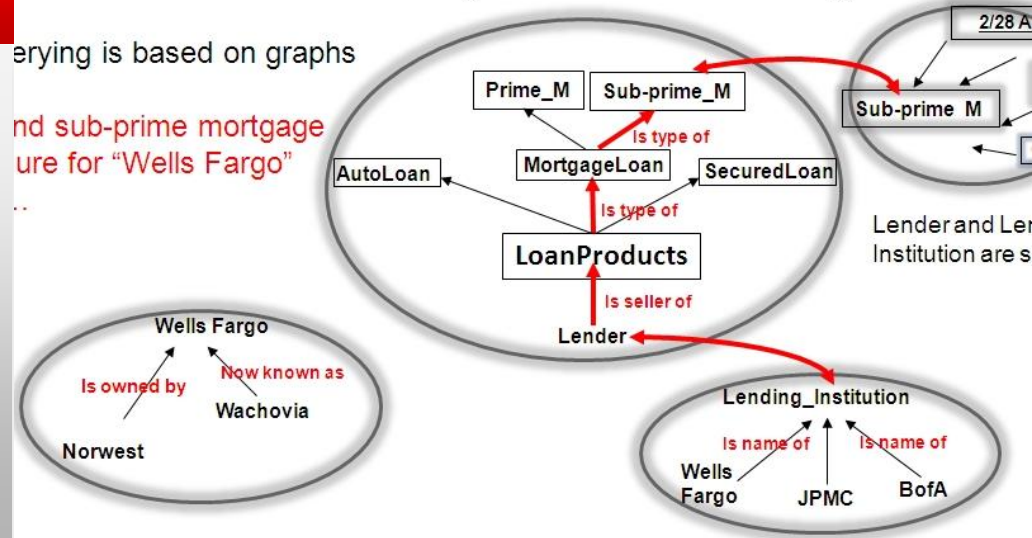 erying is based on graphs
nd sub-prime mortgage
ure for “Wells Fargo”
..
2/28 A
Prime_M
Sub-prime_M
Sub-prime M
Is type of
AutoLoan
MortgageLoan
SecuredLoan
Is type of
LoanProducts
Lender and Ler
Institution are s
Is seller of
Lender
Wells Fargo
Is owned by
Now known as
Wachovia
Norwest
Lending_Institution
Is name of
Is name of
Wells
Fargo
JPMC
BofA